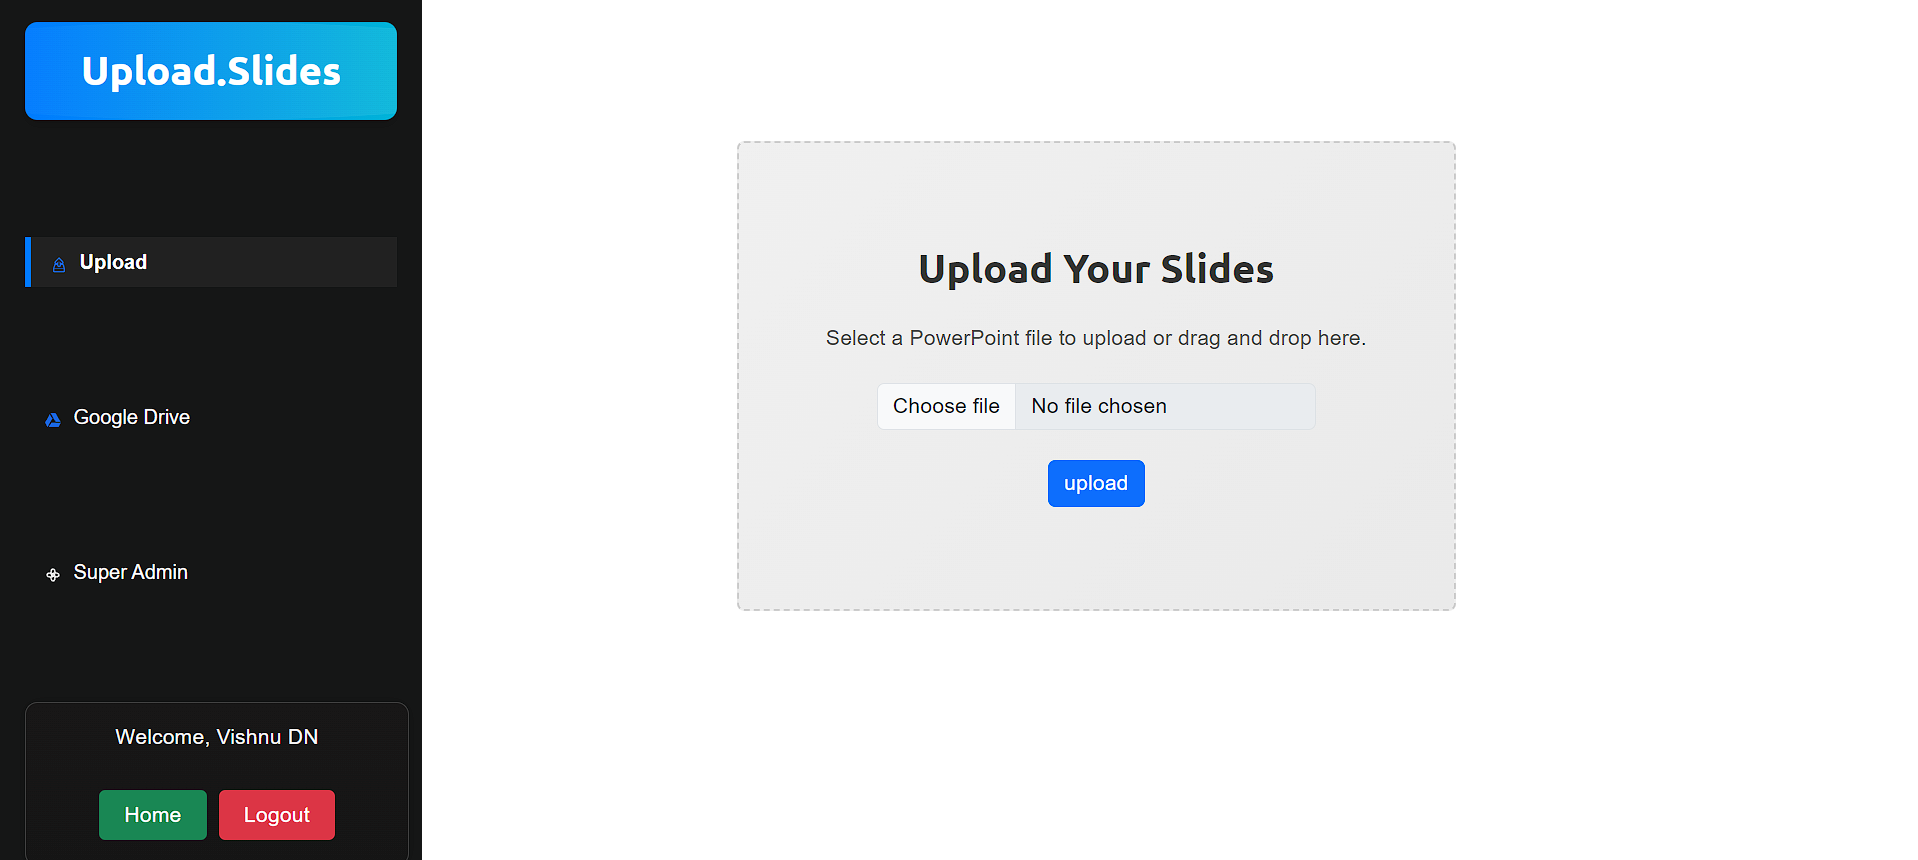 Upload.Slides
Upload
Google Drive
Super Admin
Welcome, Vishnu DN
Home
Logout
Upload Your Slides
Select a PowerPoint file to upload or drag and drop here.
Choose file
No file chosen
upload